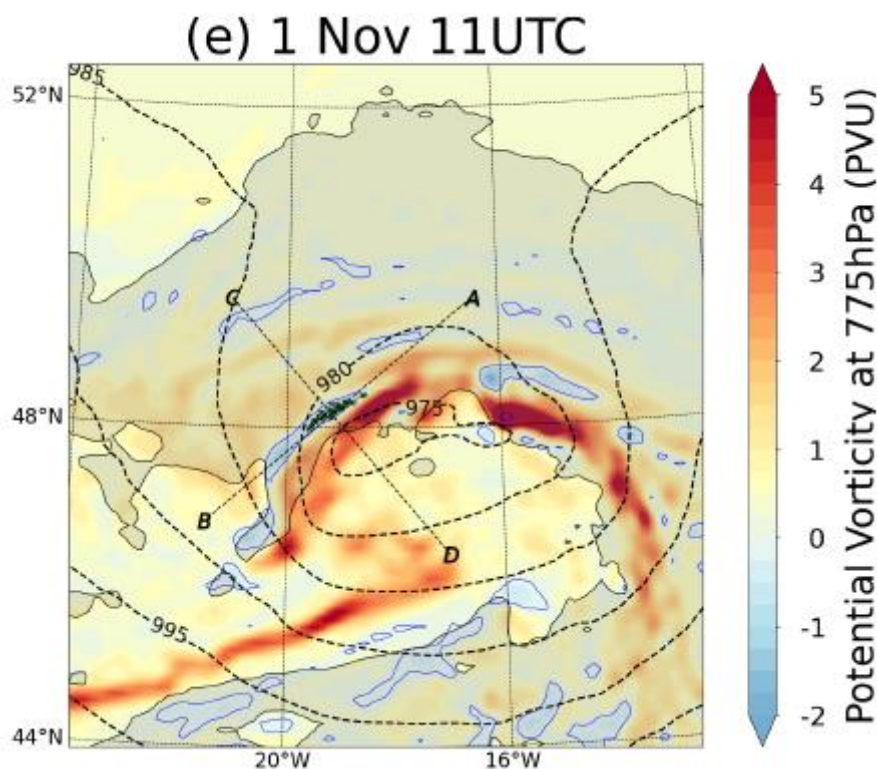 (e) 1 Nov 11UTC
985
52°N
5
4
3
C
A
980
2
975
48°N
1
B
0
D
995
-1
-2
44°N
20°W
16°W
Potential Vorticity at 775hPa (PVU)